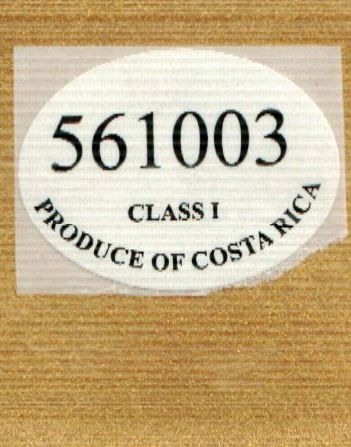 561003
CLASS I
PRODUCE OF COSTA RICA